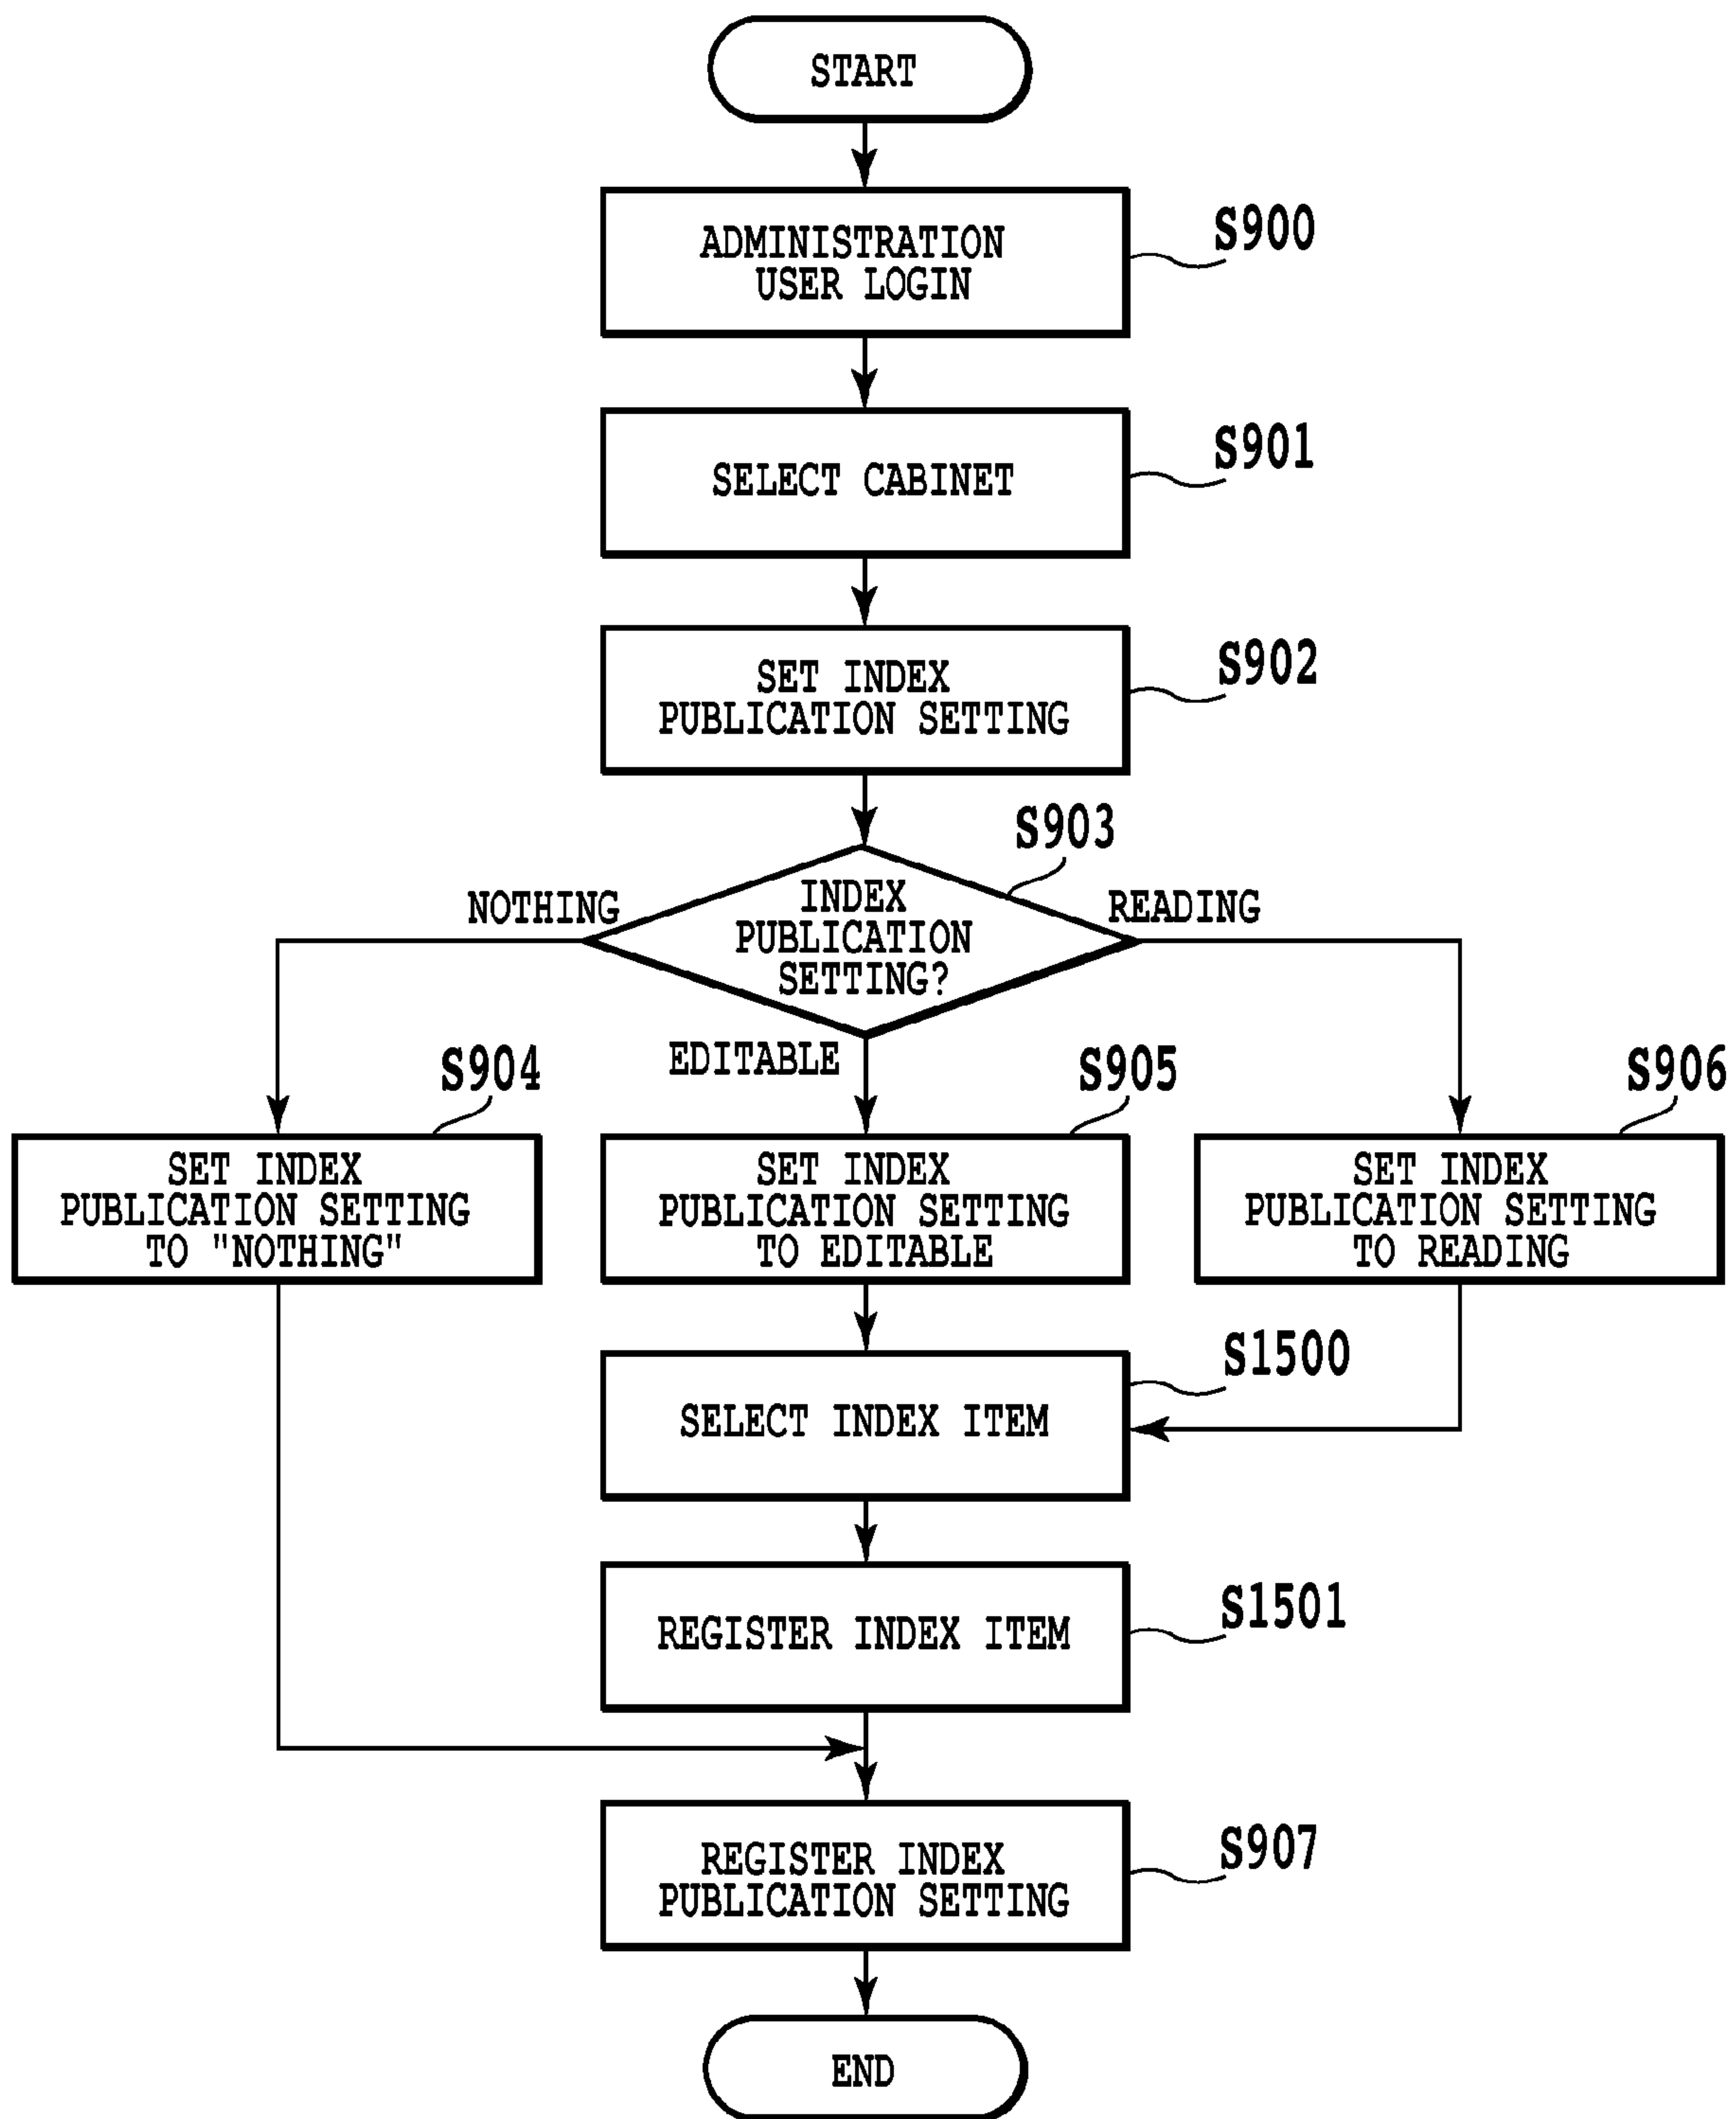 START
ADMINISTRATION
USER LOGIN
S900
SELECT CABINET
S901
SET INDEX
PUBLICATION SETTING
S902
S903
INDEX
PUBLICATION
SETTING?
NOTHING
READING
EDITABLE
S904
SET INDEX
PUBLICATION SETTING
TO "NOTHING"
S905
SET INDEX
PUBLICATION SETTING
TO EDITABLE
S906
SET INDEX
PUBLICATION SETTING
TO READING
S1500
SELECT INDEX ITEM
S1501
REGISTER INDEX ITEM
S907
REGISTER INDEX
PUBLICATION SETTING
END